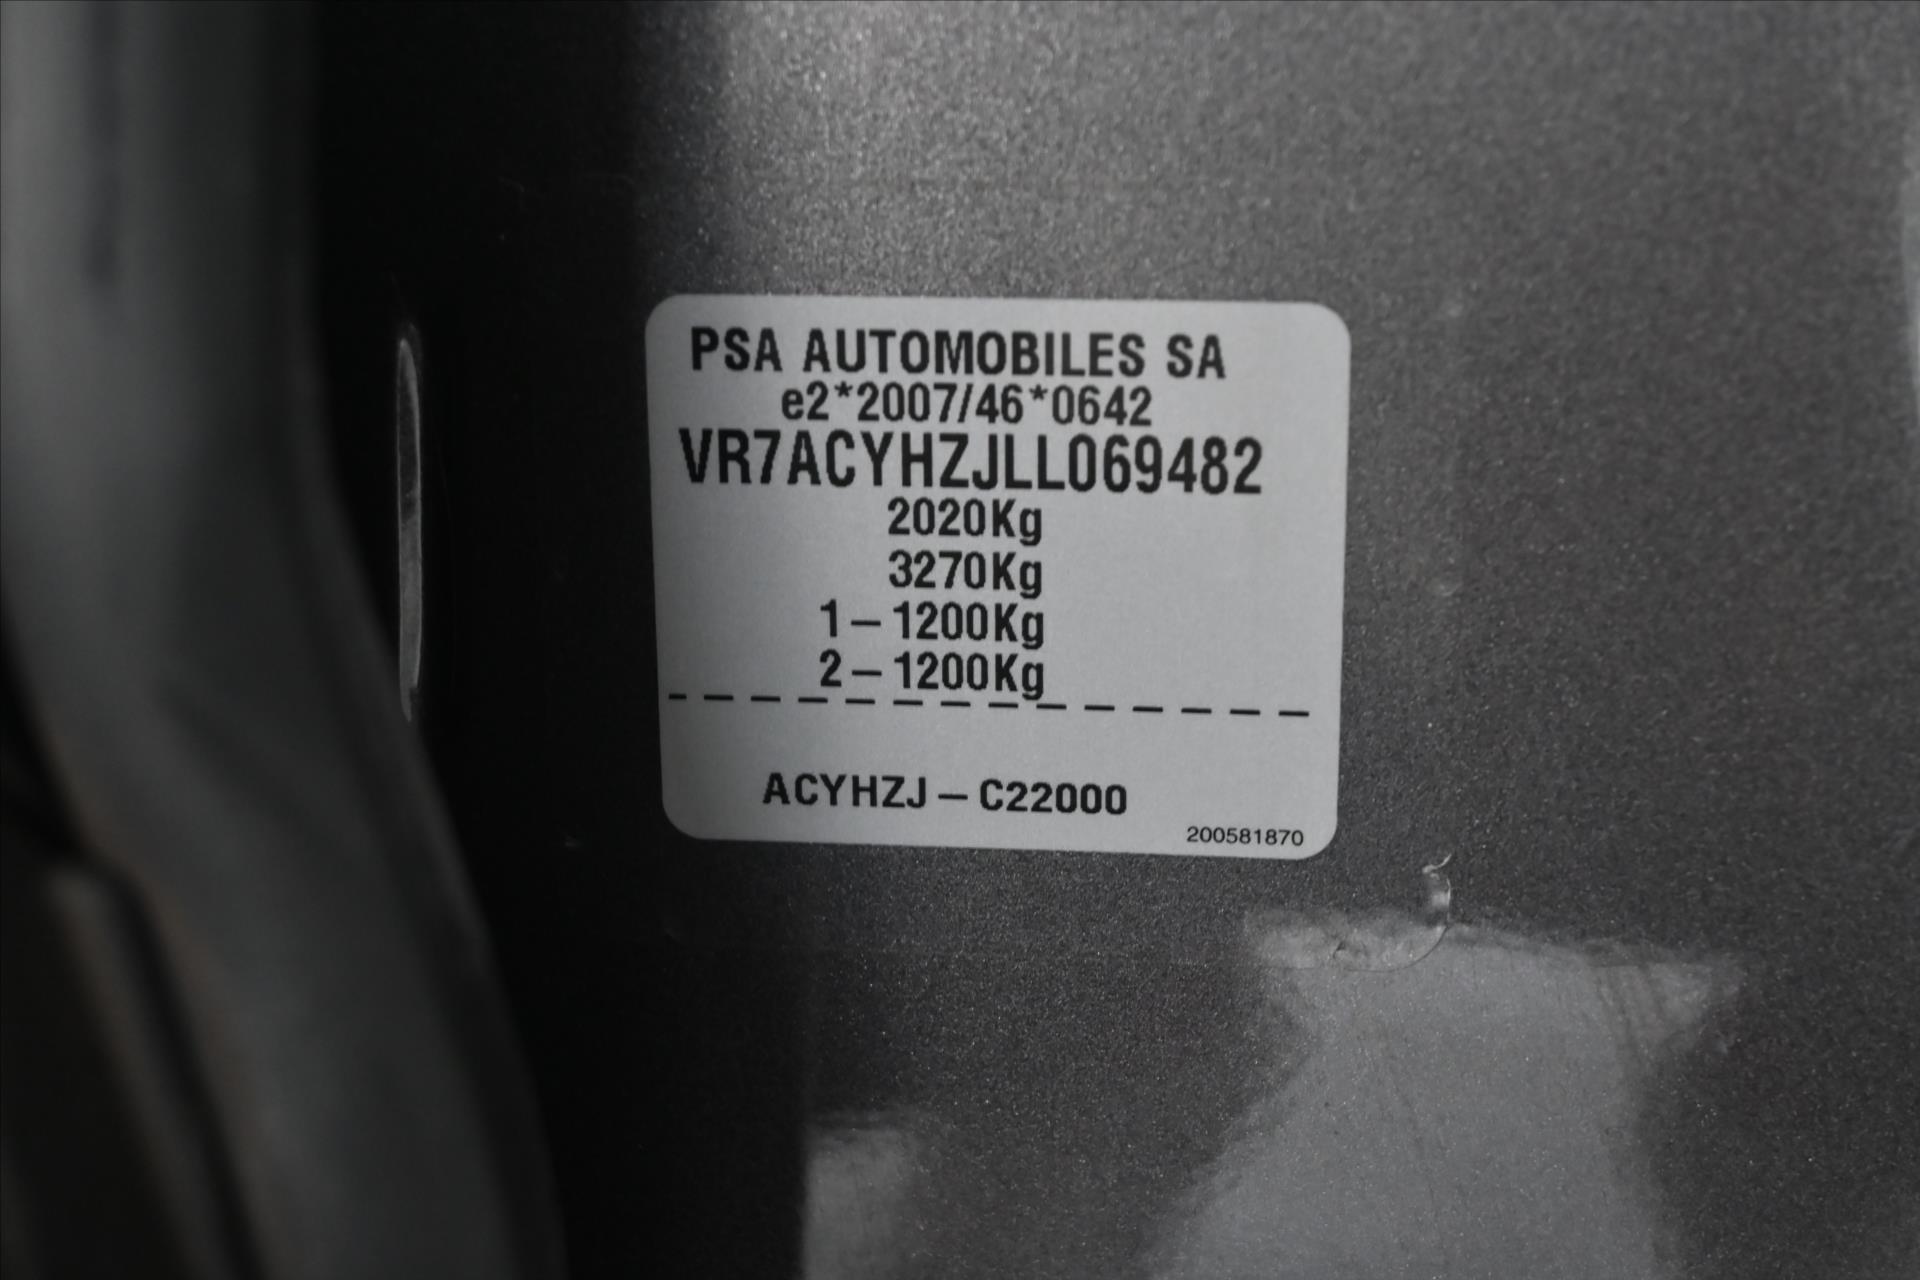 PSA AUTOMOBILES SA
e2*2007/46*0642
VR7ACYHZJLL069482
2020Kg
3270Kg
1–1200Kg
2–1200Kg
ACYHZJ–C22000
200581870